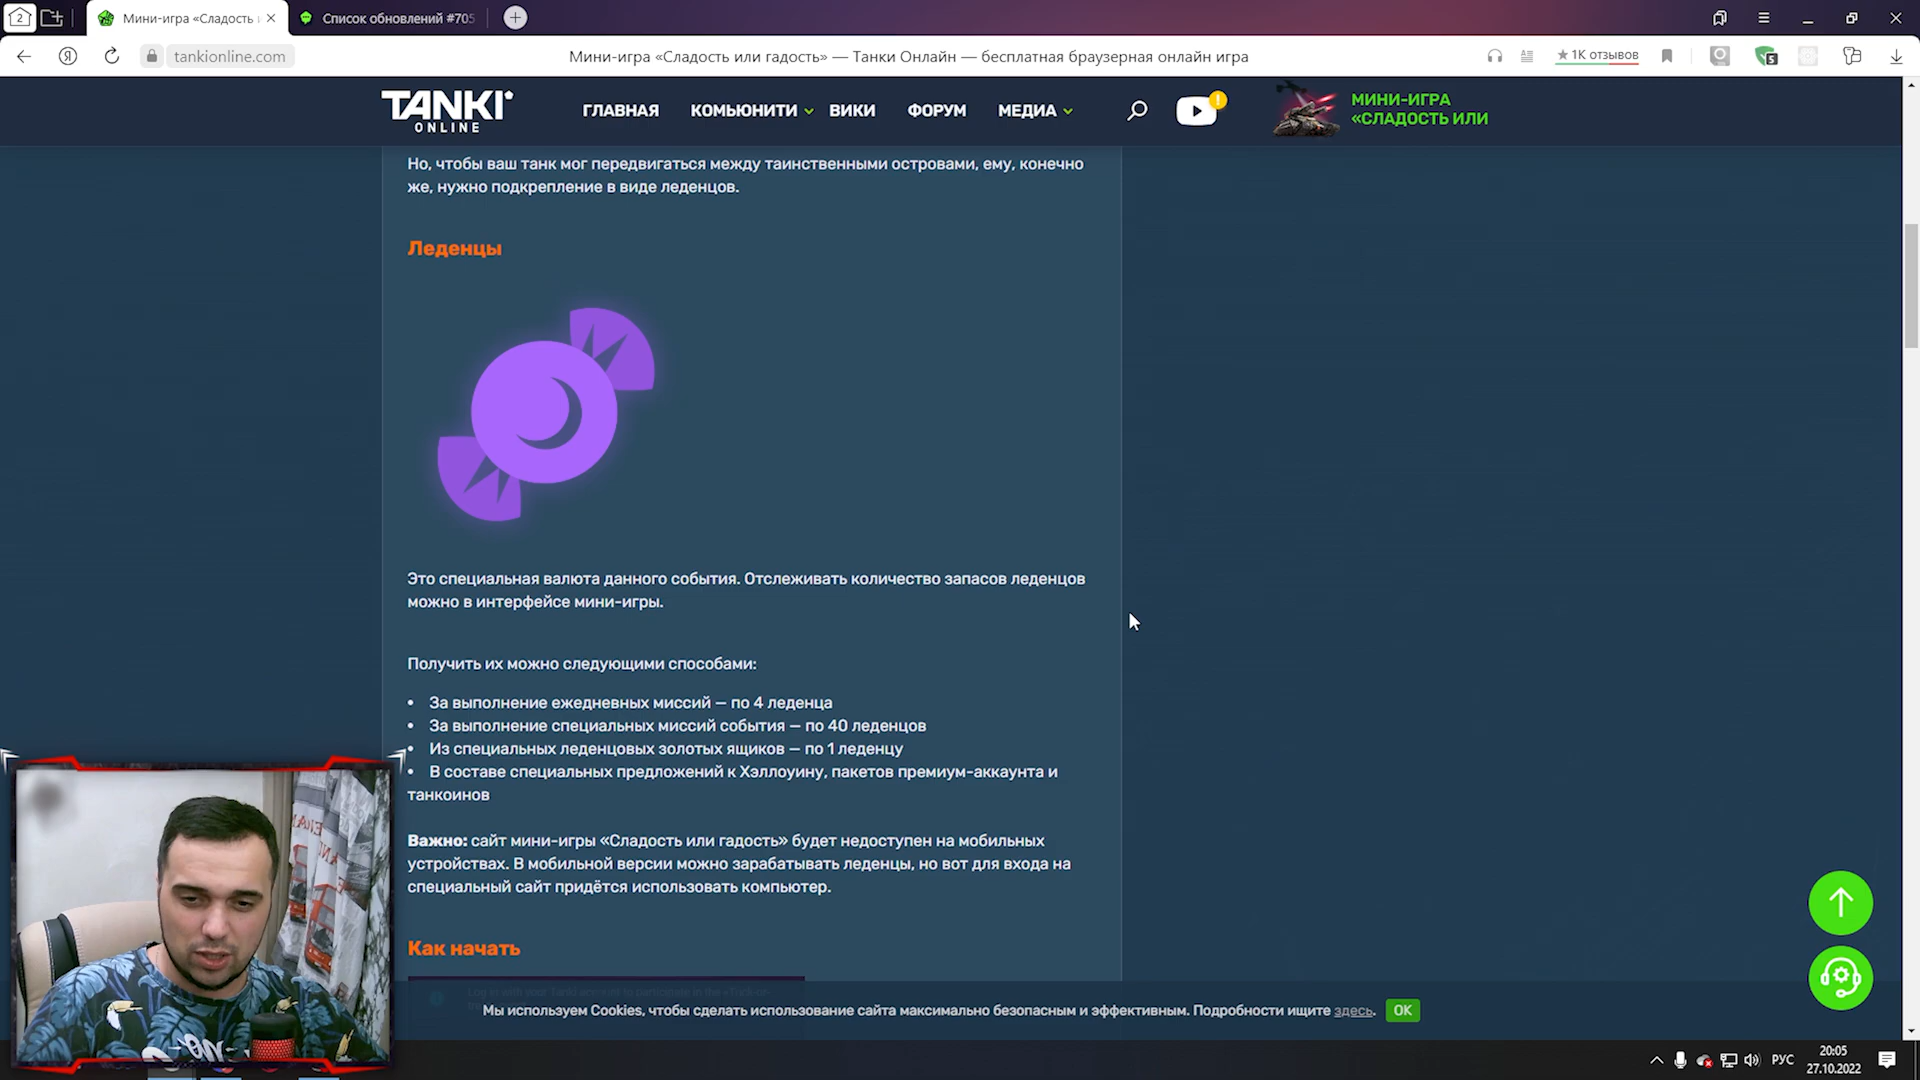 2
Мини-игра «Сладость
Список обновлений #705
tankionline.com
Мини-игра «Сладость или гадость» — Танки Онлайн — бесплатная браузерная онлайн игра
★ 1К отзывов
5
TANKI
ONLINE
ГЛАВНАЯ
КОМЬЮНИТИ
ВИКИ
ФОРУМ
МЕДИА
!
МИНИ-ИГРА
«СЛАДОСТЬ ИЛИ
Но, чтобы ваш танк мог передвигаться между таинственными островами, ему, конечно
же, нужно подкрепление в виде леденцов.
Леденцы
Это специальная валюта данного события. Отслеживать количество запасов леденцов
можно в интерфейсе мини-игры.
Получить их можно следующими способами:
• За выполнение ежедневных миссий — по 4 леденца
• За выполнение специальных миссий события — по 40 леденцов
• Из специальных леденцовых золотых ящиков — по 1 леденцу
• В составе специальных предложений к Хэллоуину, пакетов премиум-аккаунта и
танкоинов
Важно: сайт мини-игры «Сладость или гадость» будет недоступен на мобильных
устройствах. В мобильной версии можно зарабатывать леденцы, но вот для входа на
специальный сайт придётся использовать компьютер.
Как начать
Мы используем Cookies, чтобы сделать использование сайта максимально безопасным и эффективным. Подробности ищите здесь.
OK
РУС
20:05
27.10.2022